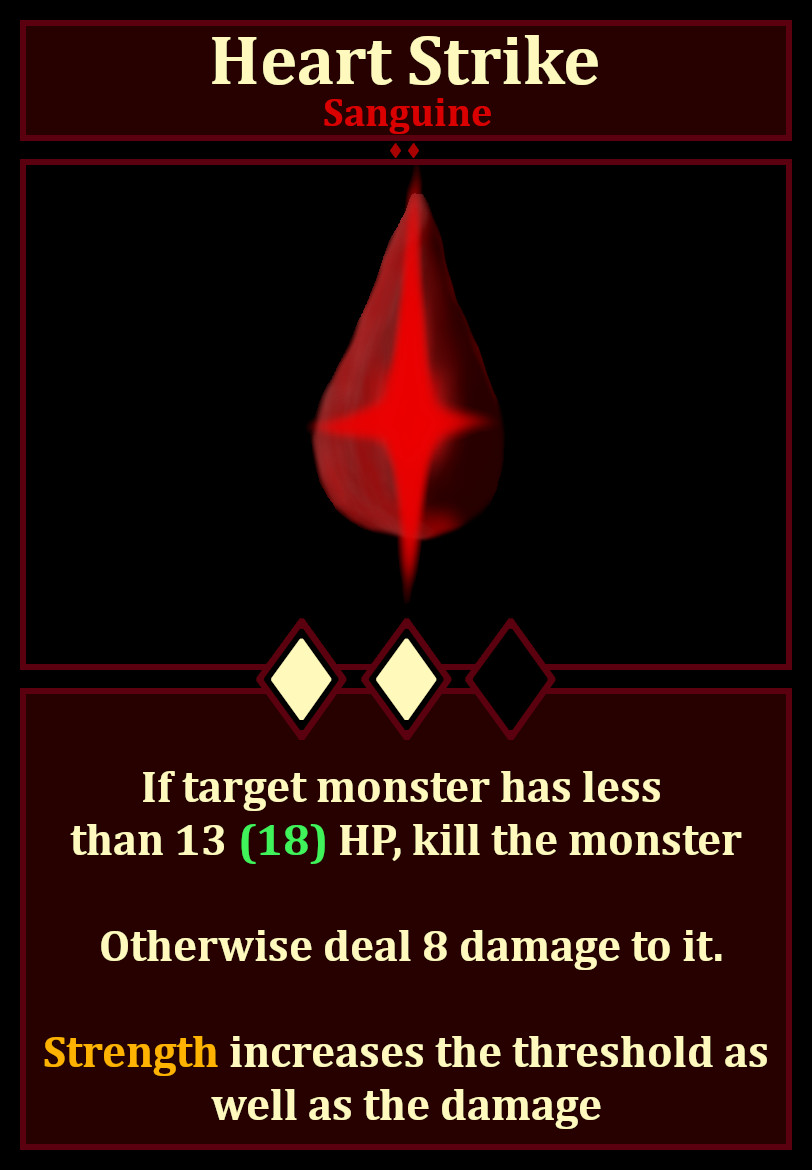 Heart Strike
Sanguine
If target monster has less
than 13 (18) HP, kill the monster
Otherwise deal 8 damage to it.
Strength increases the threshold as
well as the damage